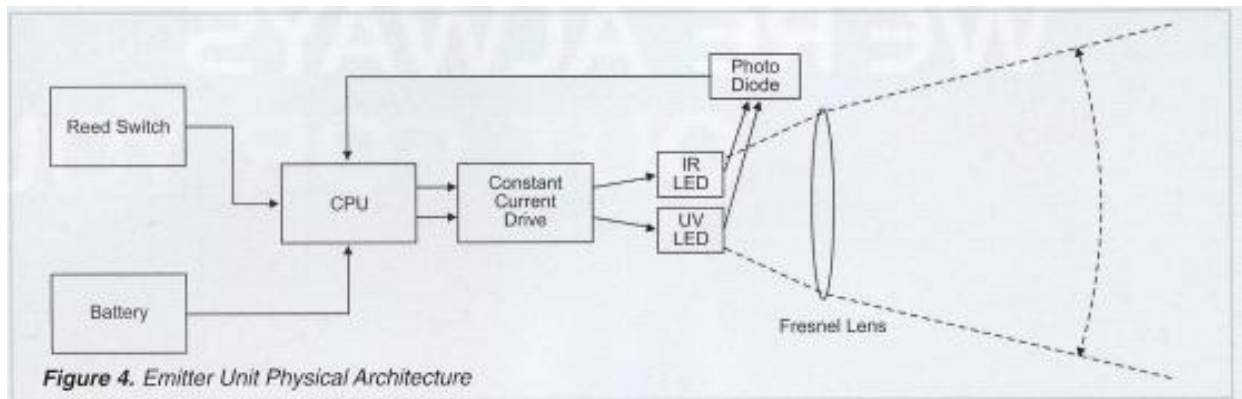 Photo
Diode
Reed Switch
CPU
Constant
Current
Drive
IR
LED
UV
LED
Battery
Fresnel Lens
Figure 4. Emitter Unit Physical Architecture